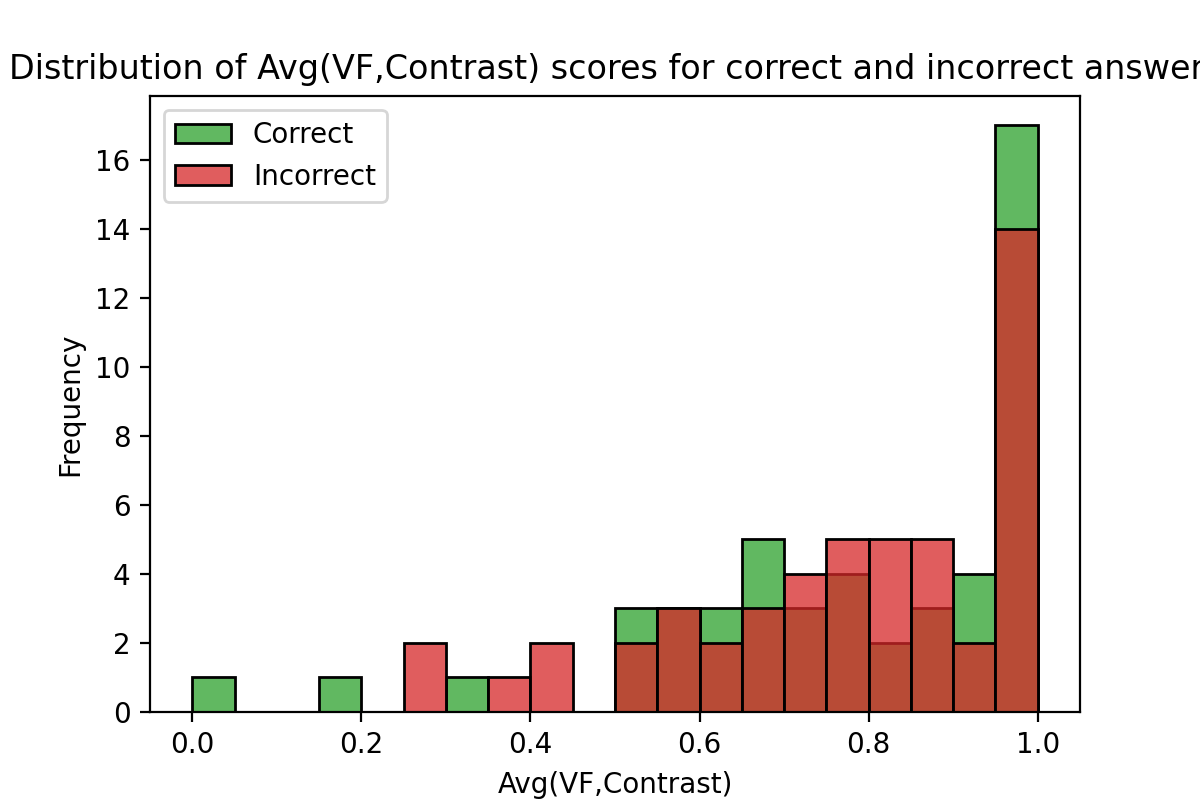 Distribution of Avg(VF,Contrast) scores for correct and incorrect answer
Correct
Incorrect
16
14
12
10
8
6
4
2
0
Frequency
0.0 0.2 0.4 0.6 0.8 1.0
Avg(VF,Contrast)